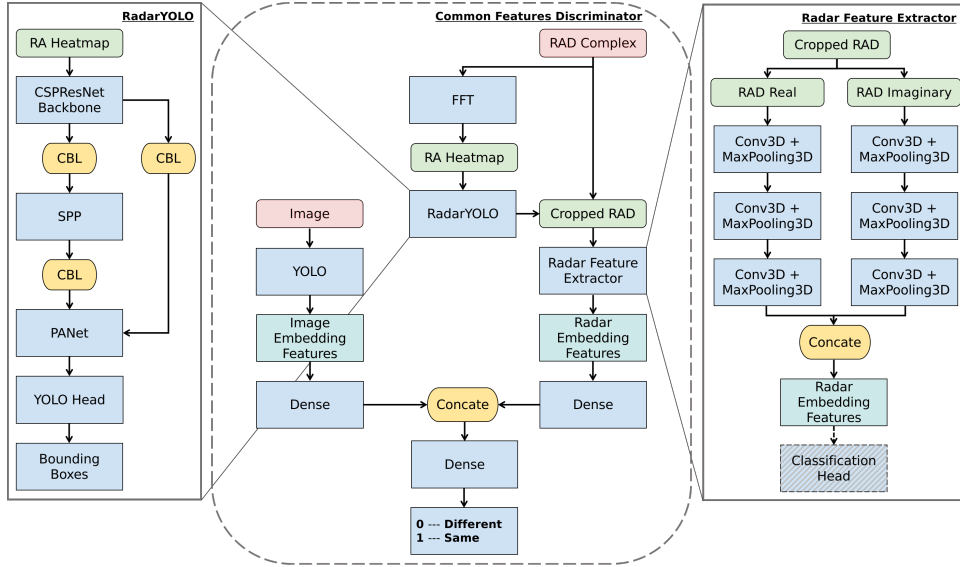 RadarYOLO
RA Heatmap
CSPResNet
Backbone
CBL
CBL
SPP
CBL
PANet
YOLO Head
Bounding
Boxes
Common Features Discriminator
RAD Complex
FFT
RA Heatmap
RadarYOLO
Cropped RAD
Image
YOLO
Radar Feature
Extractor
Image
Embedding
Features
Radar
Embedding
Features
Dense
Concate
Dense
Dense
0 --- Different
1 --- Same
Radar Feature Extractor
Cropped RAD
RAD Real
RAD Imaginary
Conv3D +
MaxPooling3D
Conv3D +
MaxPooling3D
Conv3D +
MaxPooling3D
Conv3D +
MaxPooling3D
Conv3D +
MaxPooling3D
Conv3D +
MaxPooling3D
Concate
Radar
Embedding
Features
Classification
Head